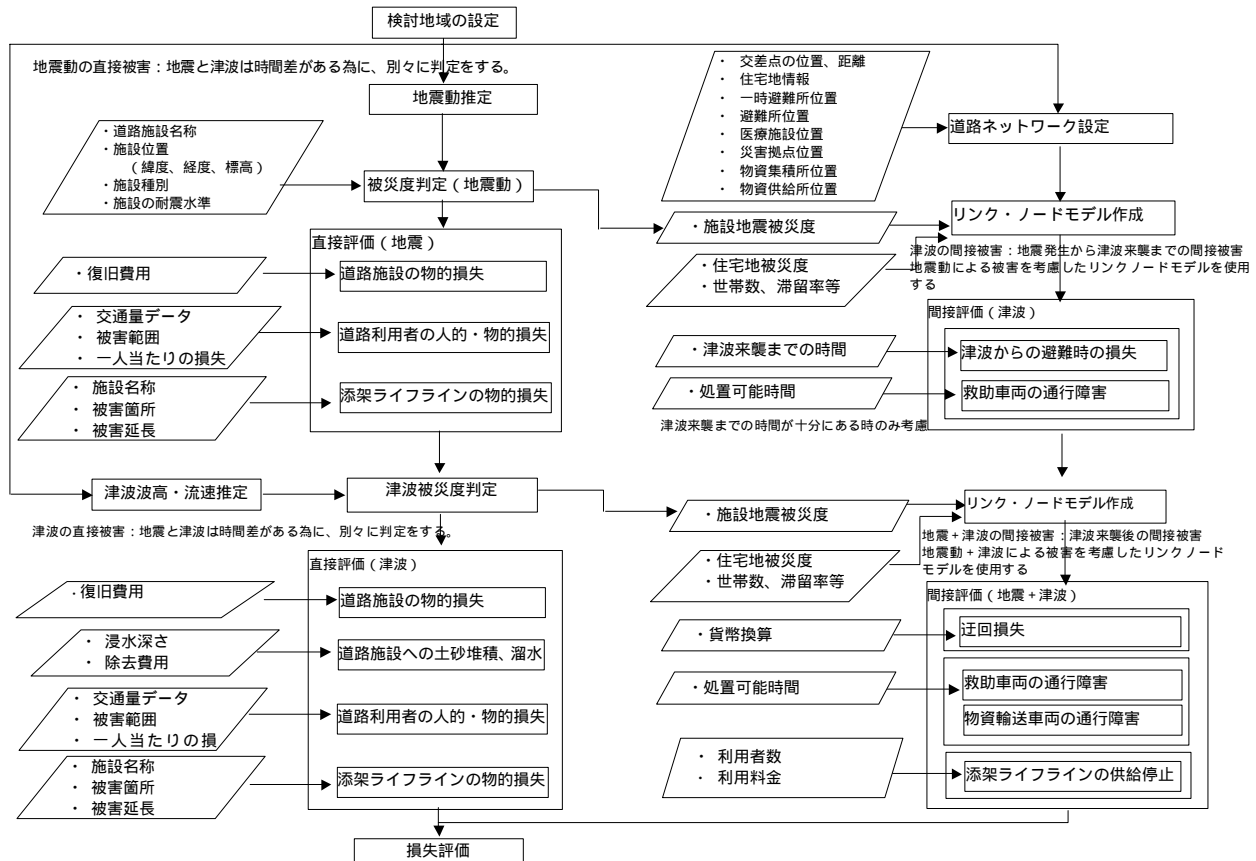 検討地域の設定
地震動の直接被害：地震と津波は時間差がある為に、別々に判定をする。
地震動推定
・道路施設名称
・施設位置
（緯度、経度、標高）
・施設種別
・施設の耐震水準
被災度判定（地震動）
・ 交差点の位置、距離
・ 住宅地情報
・ 一時避難所位置
・ 避難所位置
・ 医療施設位置
・ 災害拠点位置
・ 物資集積所位置
・ 物資供給所位置
道路ネットワーク設定
・施設地震被災度
リンク・ノードモデル作成
直接評価（地震）
・復旧費用
道路施設の物的損失
・ 交通量データ
・ 被害範囲
・ 一人当たりの損失
道路利用者の人的・物的損失
・ 施設名称
・ 被害箇所
・ 被害延長
添架ライフラインの物的損失
・住宅地被災度
・世帯数、滞留率等
津波の間接被害：地震発生から津波来襲までの間接被害
地震動による被害を考慮したリンクノードモデルを使用
する
間接評価（津波）
・津波来襲までの時間
津波からの避難時の損失
・処置可能時間
救助車両の通行障害
津波来襲までの時間が十分にある時のみ考慮
津波波高・流速推定
津波被災度判定
津波の直接被害：地震と津波は時間差がある為に、別々に判定をする。
・施設地震被災度
リンク・ノードモデル作成
・住宅地被災度
・世帯数、滞留率等
地震＋津波の間接被害：津波来襲後の間接被害
地震動＋津波による被害を考慮したリンクノード
モデルを使用する
直接評価（津波）
・復旧費用
道路施設の物的損失
・ 浸水深さ
・ 除去費用
道路施設への土砂堆積、溜水
・ 交通量データ
・ 被害範囲
・ 一人当たりの損
道路利用者の人的・物的損失
・ 施設名称
・ 被害箇所
・ 被害延長
添架ライフラインの物的損失
間接評価（地震＋津波）
・貨幣換算
迂回損失
・処置可能時間
救助車両の通行障害
物資輸送車両の通行障害
・ 利用者数
・ 利用料金
添架ライフラインの供給停止
損失評価